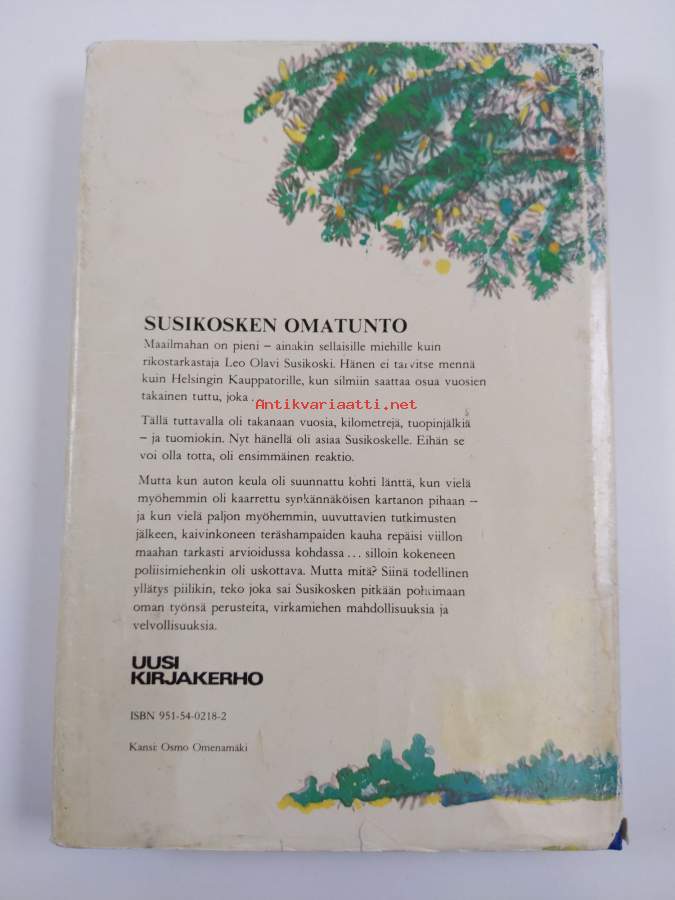 SUSIKOSKEN OMATUNTO
Maailmahan on pieni – ainakin sellaisille miehille kuin
rikostarkastaja Leo Olavi Susikoski. Hänen ei tarvitse mennä
kuin Helsingin Kauppatorille, kun silmiin saattaa osua vuosien
takainen tuttu, joka...
Antikvariaatti.net
Tällä tuttavalla oli takanaan vuosia, kilometrejä, tuopinjälkiä
– ja tuomiokin. Nyt hänellä oli asiaa Susikoskelle. Eihän se
voi olla totta, oli ensimmäinen reaktio.
Mutta kun auton keula oli suunnattu kohti länttä, kun vielä
myöhemmin oli kaarrettu synkännäköisen kartanon pihaan –
ja kun vielä paljon myöhemmin, uuvuttavien tutkimusten
jälkeen, kaivinkoneen teräshampaiden kauha repäisi viillon
maahan tarkasti arvioidussa kohdassa... silloin kokeneen
poliisimiehenkin oli uskottava. Mutta mitä? Siinä todellinen
yllätys piilikin, teko joka sai Susikosken pitkään pohtimaan
oman työnsä perusteita, virkamiehen mahdollisuuksia ja
velvollisuuksia.
UUSI
KIRJAKERHO
ISBN 951-54-0218-2
Kansi: Osmo Omenamäki